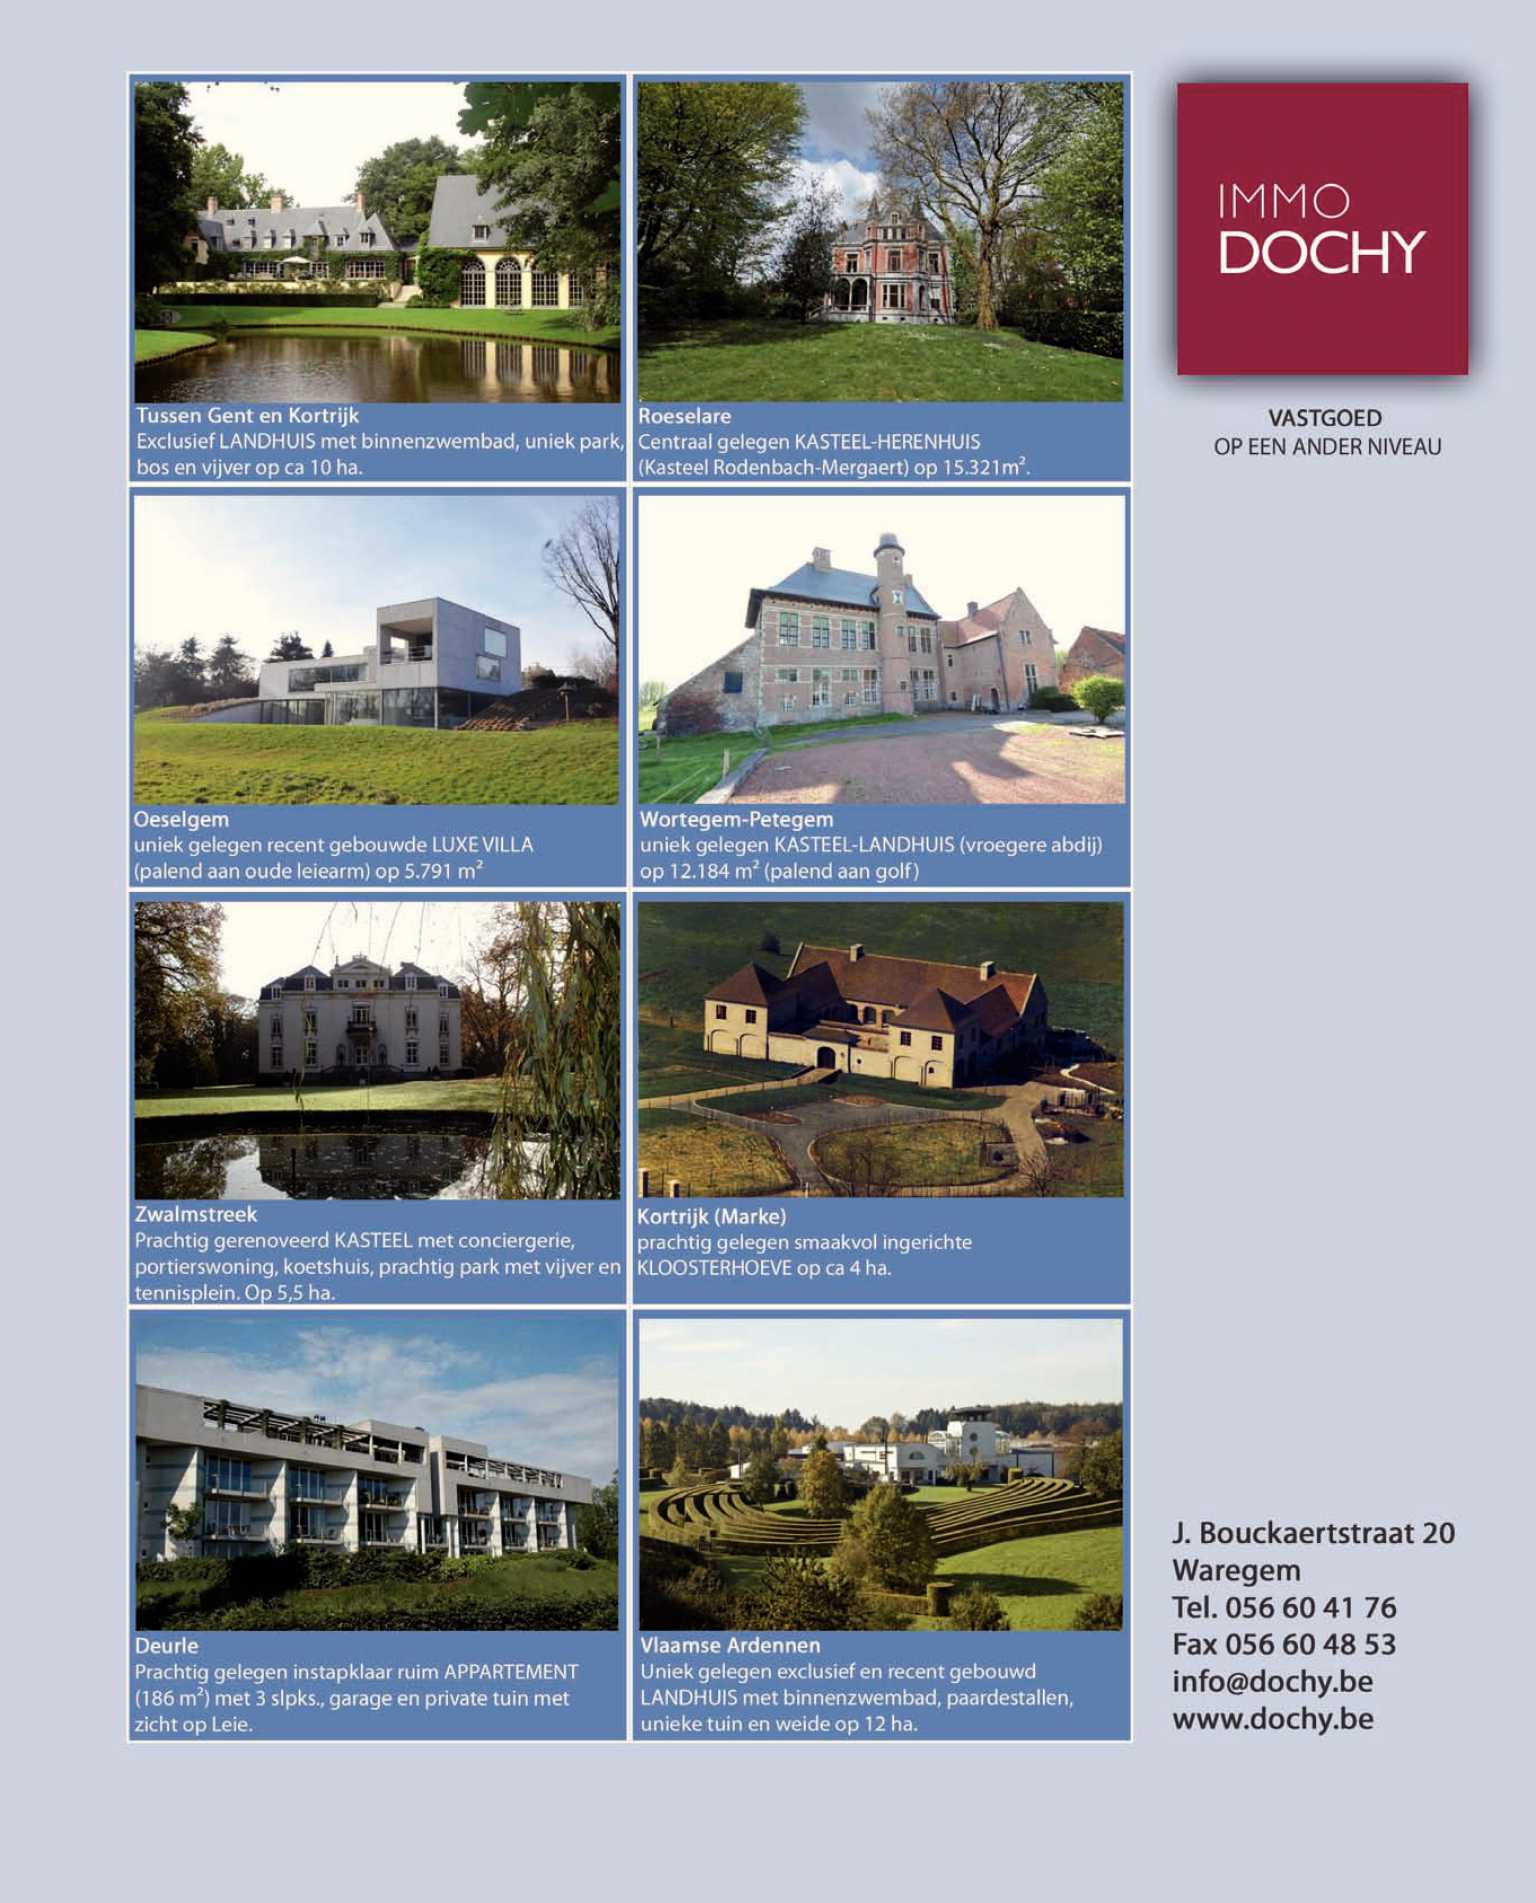 IMMO
DOCHY
VASTGOED
OP EEN ANDER NIVEAU
Tussen Gent en Kortrijk
Exclusief LANDHUIS met binnenzwembad, uniek park,
bos en vijver op ca 10 ha.
Roeselare
Centraal gelegen KASTEEL-HERENHUIS
(Kasteel Rodenbach-Mergaert) op 15.321m².
Oeselgem
uniek gelegen recent gebouwde LUXE VILLA
(palend aan oude leiearm) op 5.791 m²
Wortegem-Petegem
uniek gelegen KASTEEL-LANDHUIS (vroegere abdij)
op 12.184 m² (palend aan golf)
Zwalmstreek
Prachtig gerenoveerd KASTEEL met conciergerie,
portierswoning, koetshuis, prachtig park met vijver en
tennisplein. Op 5,5 ha.
Kortrijk (Marke)
prachtig gelegen smaakvol ingerichte
KLOOSTERHOEVE op ca 4 ha.
Deurle
Prachtig gelegen instapklaar ruim APPARTEMENT
(186 m²) met 3 slpks., garage en private tuin met
zicht op Leie.
Vlaamse Ardennen
Uniek gelegen exclusief en recent gebouwd
LANDHUIS met binnenzwembad, paardestallen,
unieke tuin en weide op 12 ha.
J. Bouckaertstraat 20
Waregem
Tel. 056 60 41 76
Fax 056 60 48 53
info@dochy.be
www.dochy.be